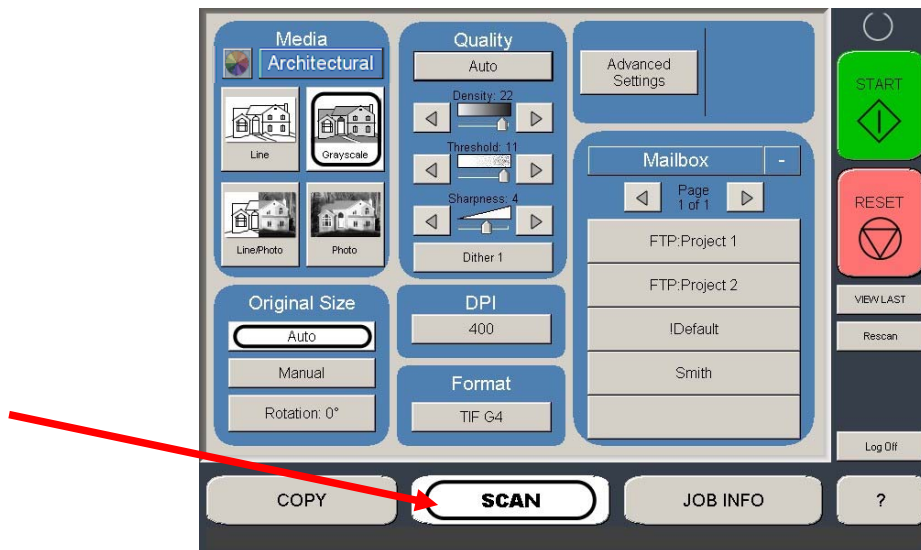 Media
Architectural
Line
Grayscale
Line/Photo
Photo
Original Size
Auto
Manual
Rotation: 0°
Quality
Auto
Density: 22
Threshold: 11
Sharpness: 4
Dither 1
DPI
400
Format
TIF G4
Advanced
Settings
Mailbox -
Page
1 of 1
FTP:Project 1
FTP:Project 2
!Default
Smith
START
RESET
VIEW LAST
Rescan
Log Off
COPY
SCAN
JOB INFO
?